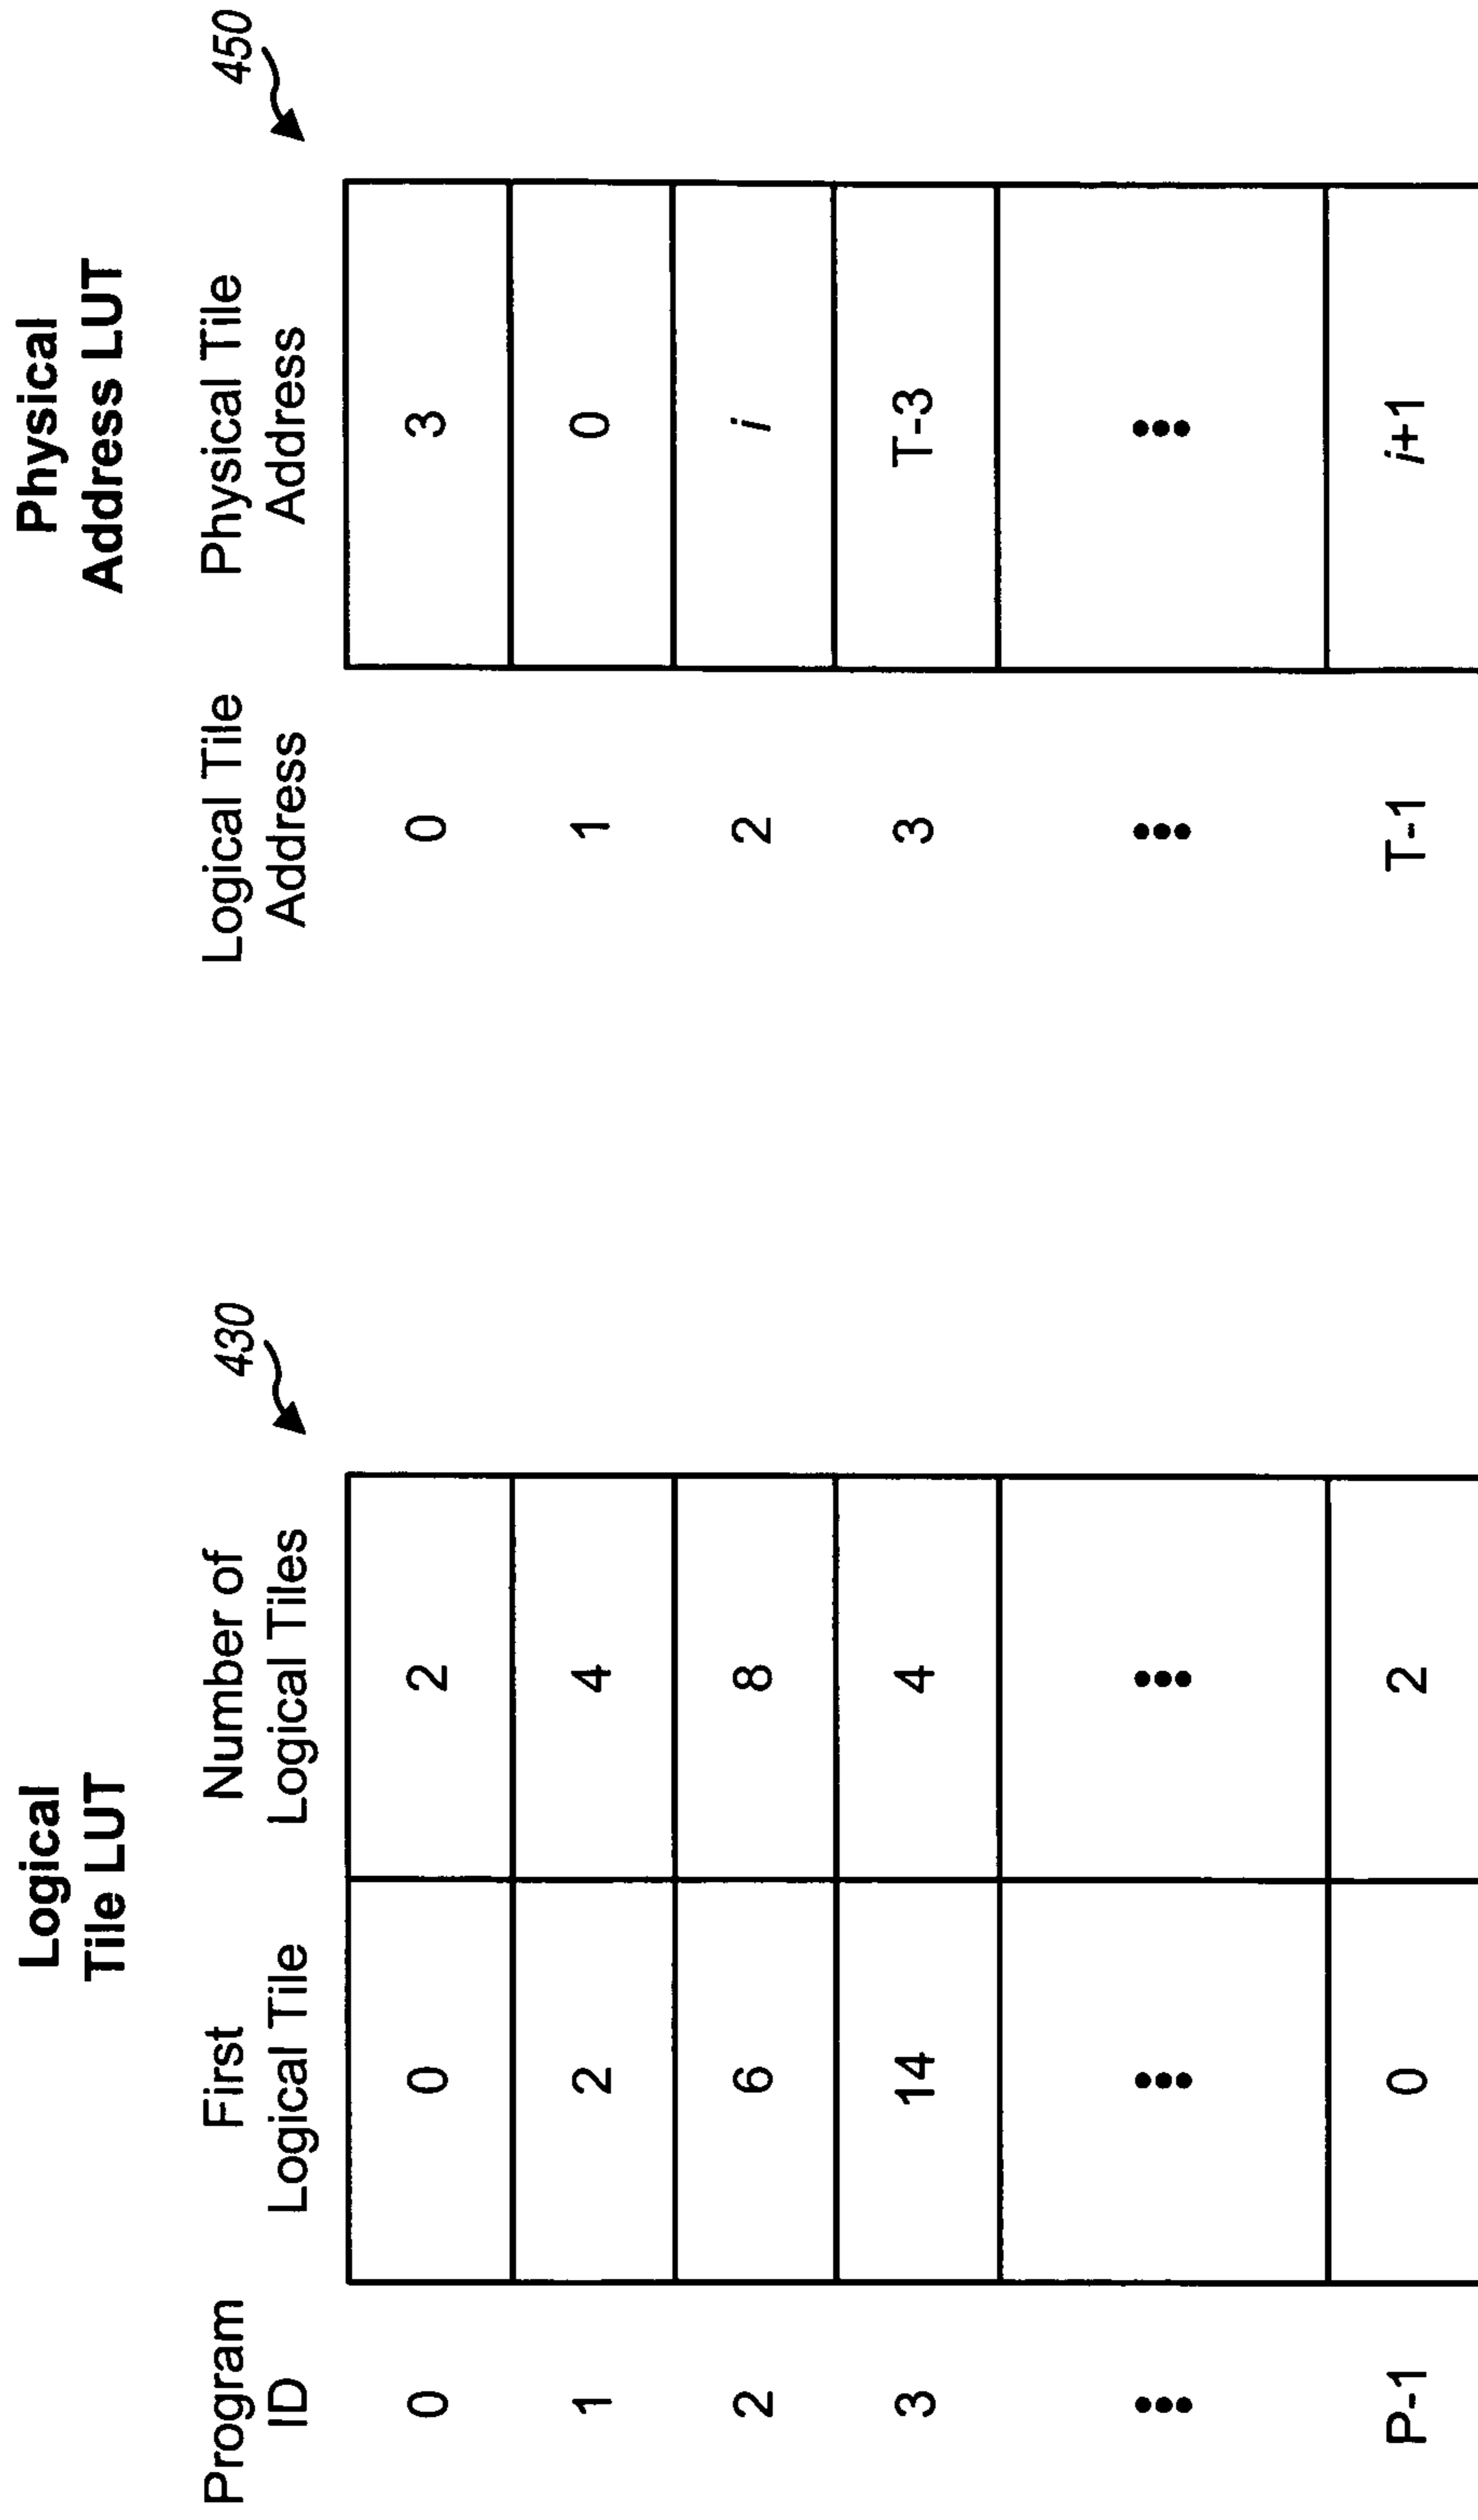 Logical
Tile LUT
430
Program
ID
First
Logical Tile
Number of
Logical Tiles
0 0 2
1 2 4
2 6 8
3 14 4
P-1 0 2
Physical
Address LUT
450
Logical Tile
Address
Physical Tile
Address
0 3
1 0
2 i
3 T-3
T-1 i+1